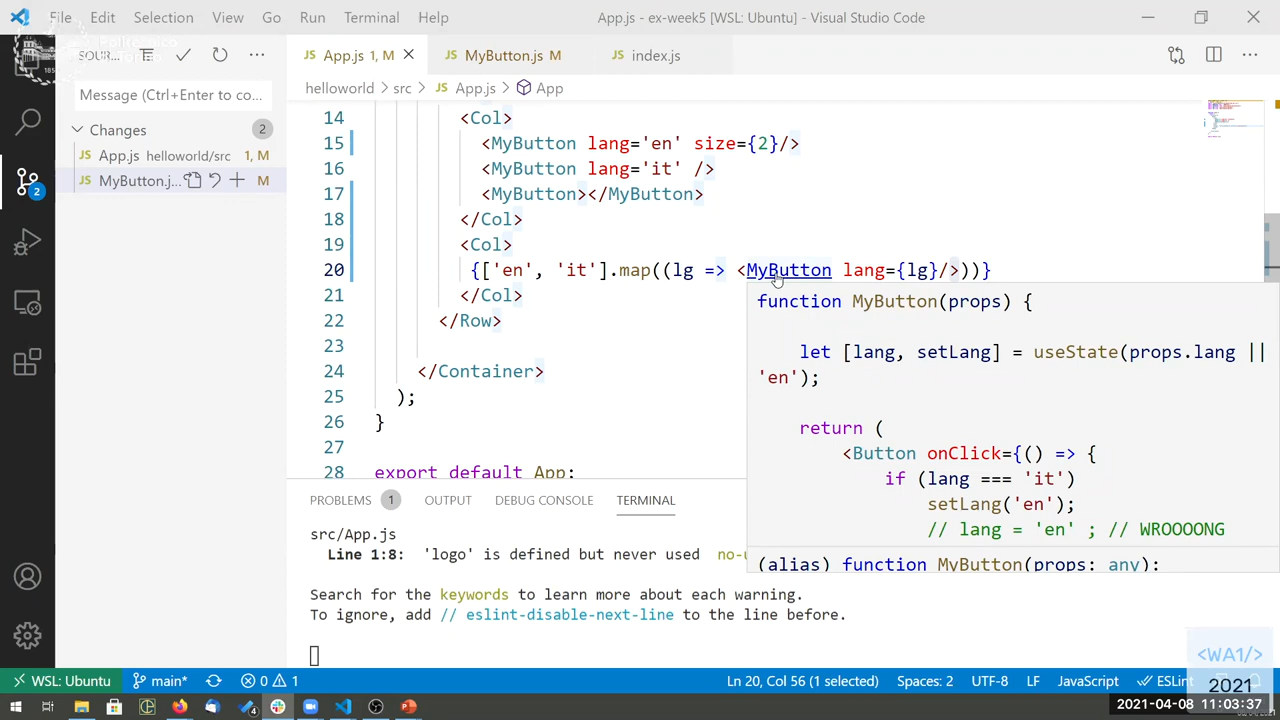 File Edit Selection View Go Run Terminal Help App.js - ex-week5 [WSL: Ubuntu] - Visual Studio Code
Politecnico
SOU...
App.js 1, M
MyButton.js M
index.js
Message (Ctrl+Enter to co...
helloworld > src > App.js > App
Changes 2
App.js helloworld/src 1, M
MyButton.j... M
2
14 <Col>
15 <MyButton lang='en' size={2}/>
16 <MyButton lang='it' />
17 <MyButton></MyButton>
18 </Col>
19 <Col>
20 {['en', 'it'].map((lg => <MyButton lang={lg}/>))}
21 </Col>
22 </Row>
23
24 </Container>
25 );
26 }
27
28 export default App;
function MyButton(props) {
let [lang, setLang] = useState(props.lang ||
'en');
return (
<Button onClick={() => {
if (lang === 'it')
setLang('en');
// lang = 'en' ; // WROOOONG
(alias) function MyButton(props: any):
PROBLEMS 1 OUTPUT DEBUG CONSOLE TERMINAL
src/App.js
Line 1:8: 'logo' is defined but never used no-u
Search for the keywords to learn more about each warning.
To ignore, add // eslint-disable-next-line to the line before.
WSL: Ubuntu main* 0 1 Ln 20, Col 56 (1 selected) Spaces: 2 UTF-8 LF JavaScript ESLint
<WA1/>
2021
2021-04-08 11:03:37